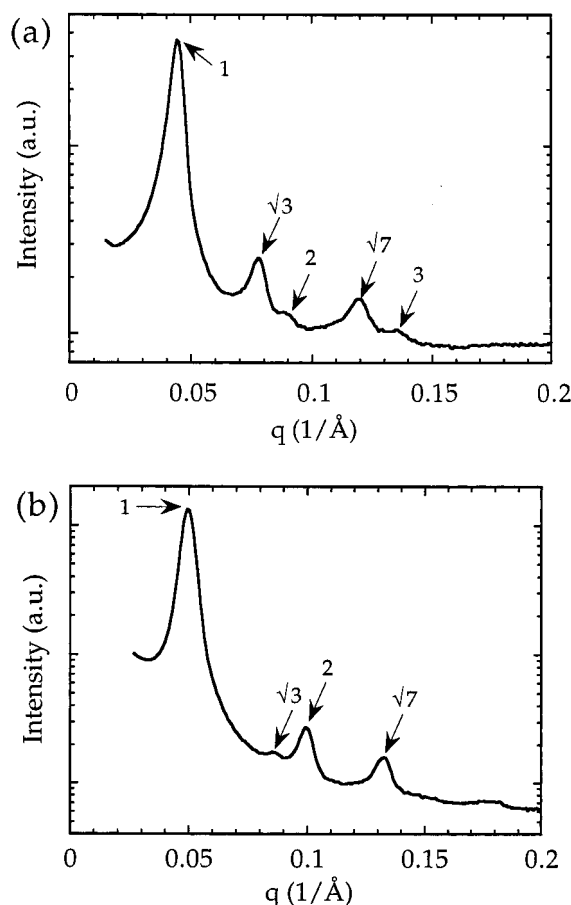 (a)
Intensity (a.u.)
1
√3
2
√7
3
0 0.05 0.1 0.15 0.2
q (1/Å)
(b)
Intensity (a.u.)
1
√3
2
√7
0 0.05 0.1 0.15 0.2
q (1/Å)